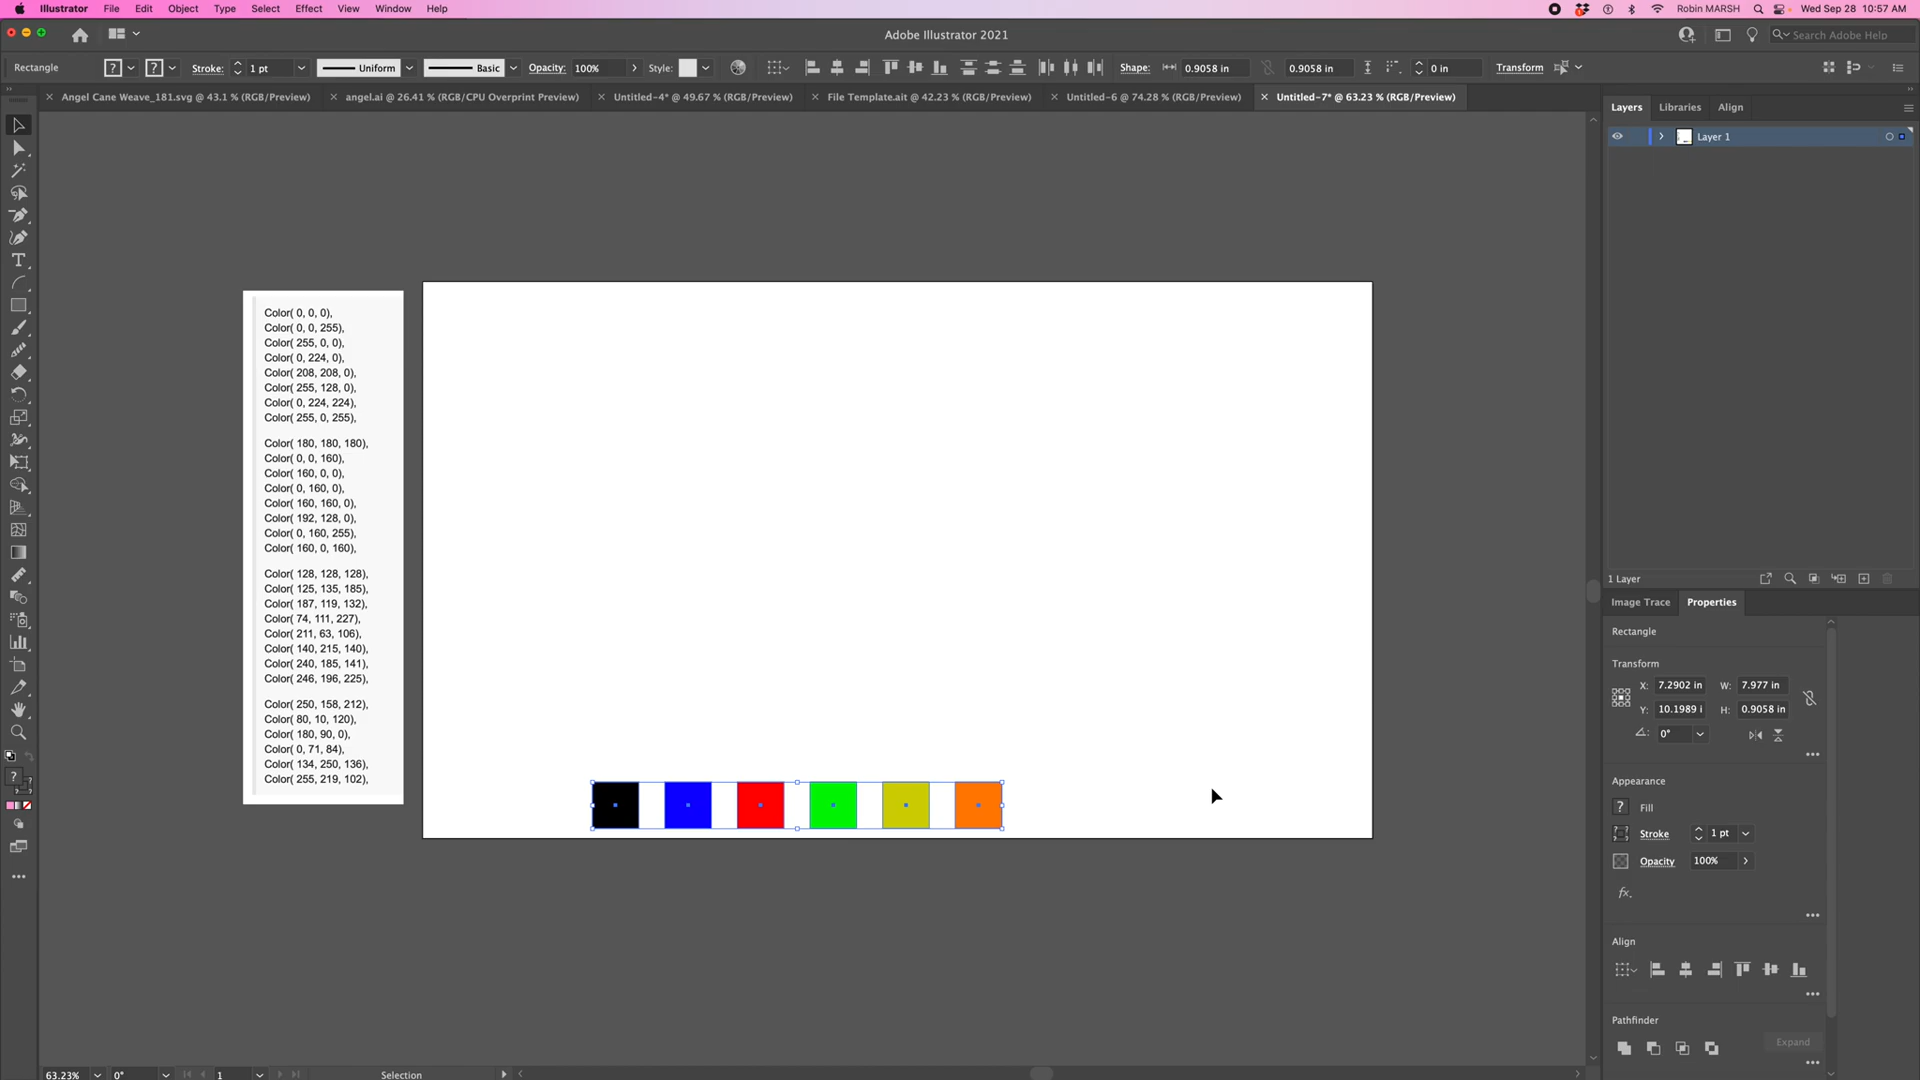 Illustrator File Edit Object Type Select Effect View Window Help
Robin MARSH Wed Sep 28 10:57 AM
Adobe Illustrator 2021
Search Adobe Help
Rectangle ? ? Stroke: 1 pt Uniform Basic Opacity: 100% Style: Shape: 0.9058 in 0.9058 in 0 in Transform
Angel Cane Weave_181.svg @ 43.1 % (RGB/Preview) angel.ai @ 26.41 % (RGB/CPU Overprint Preview) Untitled-4* @ 49.67 % (RGB/Preview) File Template.ait @ 42.23 % (RGB/Preview) Untitled-6 @ 74.28 % (RGB/Preview) Untitled-7* @ 63.23 % (RGB/Preview)
Layers Libraries Align
Layer 1
Color( 0, 0, 0),
Color( 0, 0, 255),
Color( 255, 0, 0),
Color( 0, 224, 0),
Color( 208, 208, 0),
Color( 255, 128, 0),
Color( 0, 224, 224),
Color( 255, 0, 255),
Color( 180, 180, 180),
Color( 0, 0, 160),
Color( 160, 0, 0),
Color( 0, 160, 0),
Color( 160, 160, 0),
Color( 192, 128, 0),
Color( 0, 160, 255),
Color( 160, 0, 160),
Color( 128, 128, 128),
Color( 125, 135, 185),
Color( 187, 119, 132),
Color( 74, 111, 227),
Color( 211, 63, 106),
Color( 140, 215, 140),
Color( 240, 185, 141),
Color( 246, 196, 225),
Color( 250, 158, 212),
Color( 80, 10, 120),
Color( 180, 90, 0),
Color( 0, 71, 84),
Color( 134, 250, 136),
Color( 255, 219, 102),
1 Layer
Image Trace Properties
Rectangle
Transform
X: 7.2902 in W: 7.977 in
Y: 10.1989 i H: 0.9058 in
0°
Appearance
? Fill
Stroke 1 pt
Opacity 100%
fx.
Align
Pathfinder
Expand
?
63.23% 0° 1 Selection